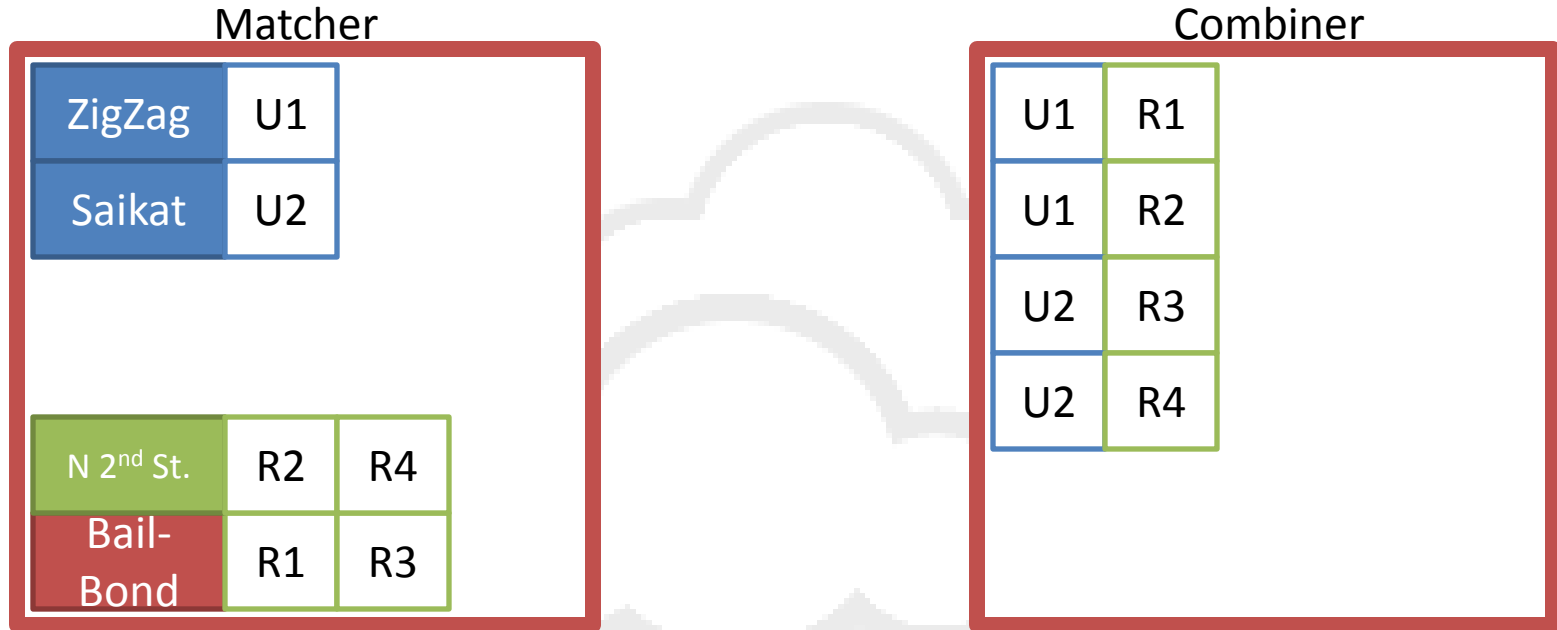 Matcher
ZigZag U1
Saikat U2
N 2nd St. R2 R4
Bail-
Bond
R1 R3
Combiner
U1 R1
U1 R2
U2 R3
U2 R4